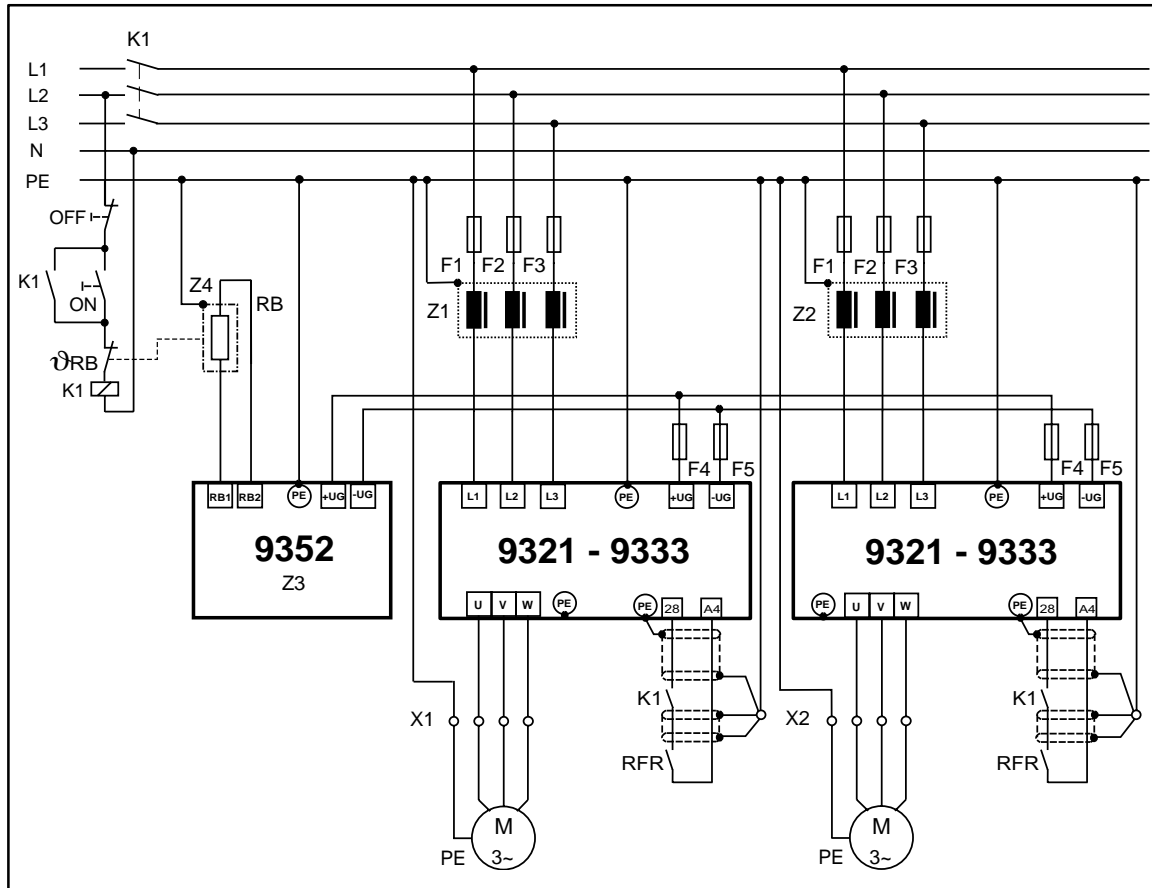 K1
L1
L2
L3
N
PE
OFF
K1
ON
ϑRB
K1
Z4
RB
F1 F2 F3
Z1
F1 F2 F3
Z2
F4 F5
F4 F5
RB1 RB2 PE +UG -UG
9352
Z3
L1 L2 L3 PE +UG -UG
9321 - 9333
U V W PE PE 28 A4
L1 L2 L3 PE +UG -UG
9321 - 9333
PE U V W PE 28 A4
X1
K1
RFR
PE
M
3~
X2
K1
RFR
PE
M
3~